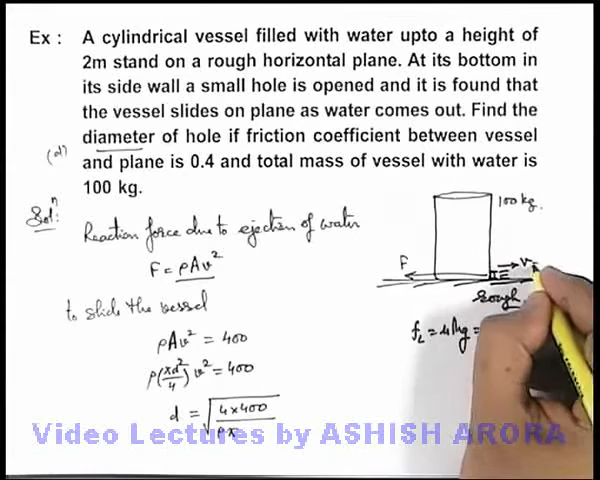 Ex : A cylindrical vessel filled with water upto a height of
2m stand on a rough horizontal plane. At its bottom in
its side wall a small hole is opened and it is found that
the vessel slides on plane as water comes out. Find the
diameter of hole if friction coefficient between vessel
(d)
and plane is 0.4 and total mass of vessel with water is
100 kg.
Solⁿ:
Reaction force due to ejection of water
F = ρAv²
to slide the vessel
ρAv² = 400
ρ(πd²/4) v² = 400
d = √(4×400/ρπ
100 kg.
F
v
Rough
f_L = μMg =
Video Lectures by ASHISH ARORA